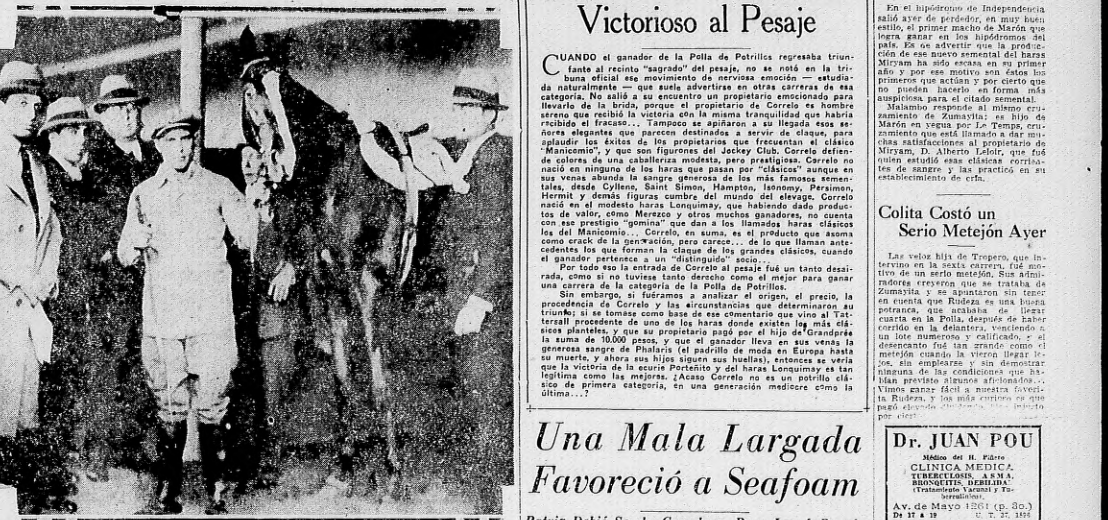 Victorioso al Pesaje
CUANDO el ganador de la Polla de Potrillos regresaba triun-
fante al recinto "sagrado" del pesaje, no se notó en la tri-
buna oficial ese movimiento de nerviosa emoción — estudia-
da naturalmente — que suele advertirse en otras carreras de esa
categoría. No salió a su encuentro un propietario emocionado para
llevarlo de la brida, porque el propietario de Correlo es hombre
sereno que recibió la victoria con la misma tranquilidad que habría
recibido el fracaso... Tampoco se apiñaron a su llegada esos se-
ñores elegantes que parecen destinados a servir de claque, para
aplaudir los éxitos de los propietarios que frecuentan el clásico
"Manicomio", y que son figurones del Jockey Club. Correlo defien-
de colores de una caballeriza modesta, pero prestigiosa. Correlo no
nació en ninguno de los haras que pasan por "clásicos" aunque en
sus venas abunda la sangre generosa de los más famosos semen-
tales, desde Cyllene, Saint Simon, Hampton, Isonomy, Persimon,
Hermit y demás figuras cumbre del mundo del elevage. Correlo
nació en el modesto haras Lonquimay, que habiendo dado produc-
tos de valor, como Merezco y otros muchos ganadores, no cuenta
con ese prestigio "gomina" que dan a los llamados haras clásicos
los del Manicomio... Correlo, en suma, es el producto que asoma
como crack de la generación, pero carece... de lo que llaman ante-
cedentes los que forman la claque de los grandes clásicos, cuando
el ganador pertenece a un "distinguido" socio...
Por todo eso la entrada de Correlo al pesaje fué un tanto desai-
rada, como si no tuviese tanto derecho como el mejor para ganar
una carrera de la categoría de la Polla de Potrillos.
Sin embargo, si fuéramos a analizar el origen, el precio, la
procedencia de Correlo y las circunstancias que determinaron su
triunfo; si se tomase como base de ese comentario que vino al Tat-
tersall procedente de uno de los haras donde existen los más clá-
sicos planteles, y que su propietario pagó por el hijo de Grandprée
la suma de 10.000 pesos, y que el ganador lleva en sus venas la
generosa sangre de Phalaris (el padrillo de moda en Europa hasta
su muerte, y ahora sus hijos siguen sus huellas), entonces se vería
que la victoria de la ecurie Porteñito y del haras Lonquimay es tan
legítima como las mejores. ¿Acaso Correlo no es un potrillo clá-
sico de primera categoría, en una generación mediocre como la
última...?
Una Mala Largada
Favoreció a Seafoam
En el hipódromo de Independencia
salió ayer de perdedor, en muy buen
estilo, el primer macho de Marón que
logra ganar en los hipódromos del
país. Es de advertir que la produc-
ción de ese nuevo semental del haras
Miryam ha sido escasa en su primer
año y por ese motivo son éstos los
primeros que actúan y por cierto que
no pueden hacerlo en forma más
auspiciosa para el citado semental.
Malambo responde al mismo cru-
zamiento de Zumayita; es hijo de
Marón en yegua por Le Temps, cru-
zamiento que está llamado a dar mu-
chas satisfacciones al propietario de
Miryam, D. Alberto Leloir, que fué
quien estudió esas clásicas corrien-
tes de sangre y las practicó en su
establecimiento de cría.
Colita Costó un
Serio Metejón Ayer
Las veloz hija de Tropero, que in-
tervino en la sexta carrera, fué mo-
tivo de un serio metejón. Sus admi-
radores creyeron que se trataba de
Zumayita y se apuntaron sin tener
en cuenta que Rudeza es una buena
potranca, que acababa de llegar
cuarta en la Polla, después de haber
corrido en la delantera, venciendo a
un lote numeroso y calificado, y el
desencanto fué tan grande como el
metejón cuando la vieron llegar le-
jos, sin emplearse y sin demostrar
ninguna de las condiciones que ha-
bían previsto algunos aficionados...
Vimos ganar fácil a nuestra favori-
ta Rudeza, y los más curioso es que
pagó elevado
por
Dr. JUAN POU
Médico del H. Piñero
CLINICA MEDICA
TUBERCULOSIS, ASMA,
BRONQUITIS, DEBILIDAD
(Tratamiento Vacunal y Tu-
berculínico)
Av. de Mayo 1261 (p. 3o.)
De 17 a 19 U. T. 37,